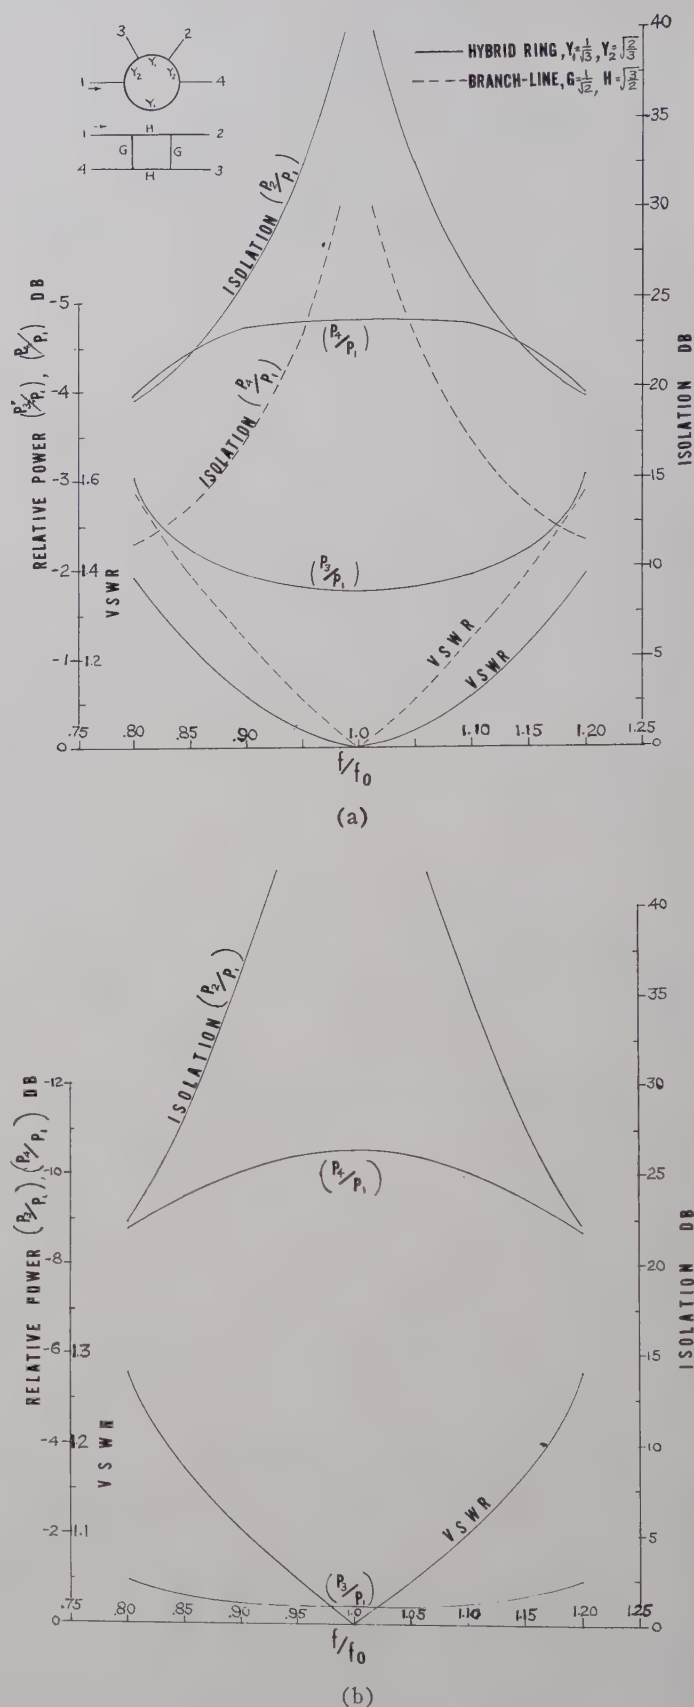 3 2
Y₁
Y₂ Y₂
1 4
Y₁
1 H 2
G G
4 H 3
HYBRID RING, Y₁=1/√3, Y₂=√2/3
BRANCH-LINE, G=1/√2, H=√3/2
40
35
30
25
20
15
10
5
0
ISOLATION DB
ISOLATION (P₂/P₁)
ISOLATION (P₄/P₁)
(P₄/P₁)
(P₃/P₁)
VSWR
VSWR
RELATIVE POWER (P₃/P₁), (P₄/P₁) DB
-5
-4
-3 1.6
-2 1.4
-1 1.2
0
VSWR
.75 .80 .85 .90 1.0 1.10 1.15 1.20 1.25
f/f₀
(a)
40
35
30
25
20
15
10
5
0
ISOLATION DB
ISOLATION (P₂/P₁)
(P₄/P₁)
VSWR
(P₃/P₁)
RELATIVE POWER (P₃/P₁), (P₄/P₁) DB
-12
-10
-8
-6 1.3
-4 1.2
-2 1.1
0
VSWR
.75 .80 .85 .90 .95 1.0 1.05 1.10 1.15 1.20 1.25
f/f₀
(b)